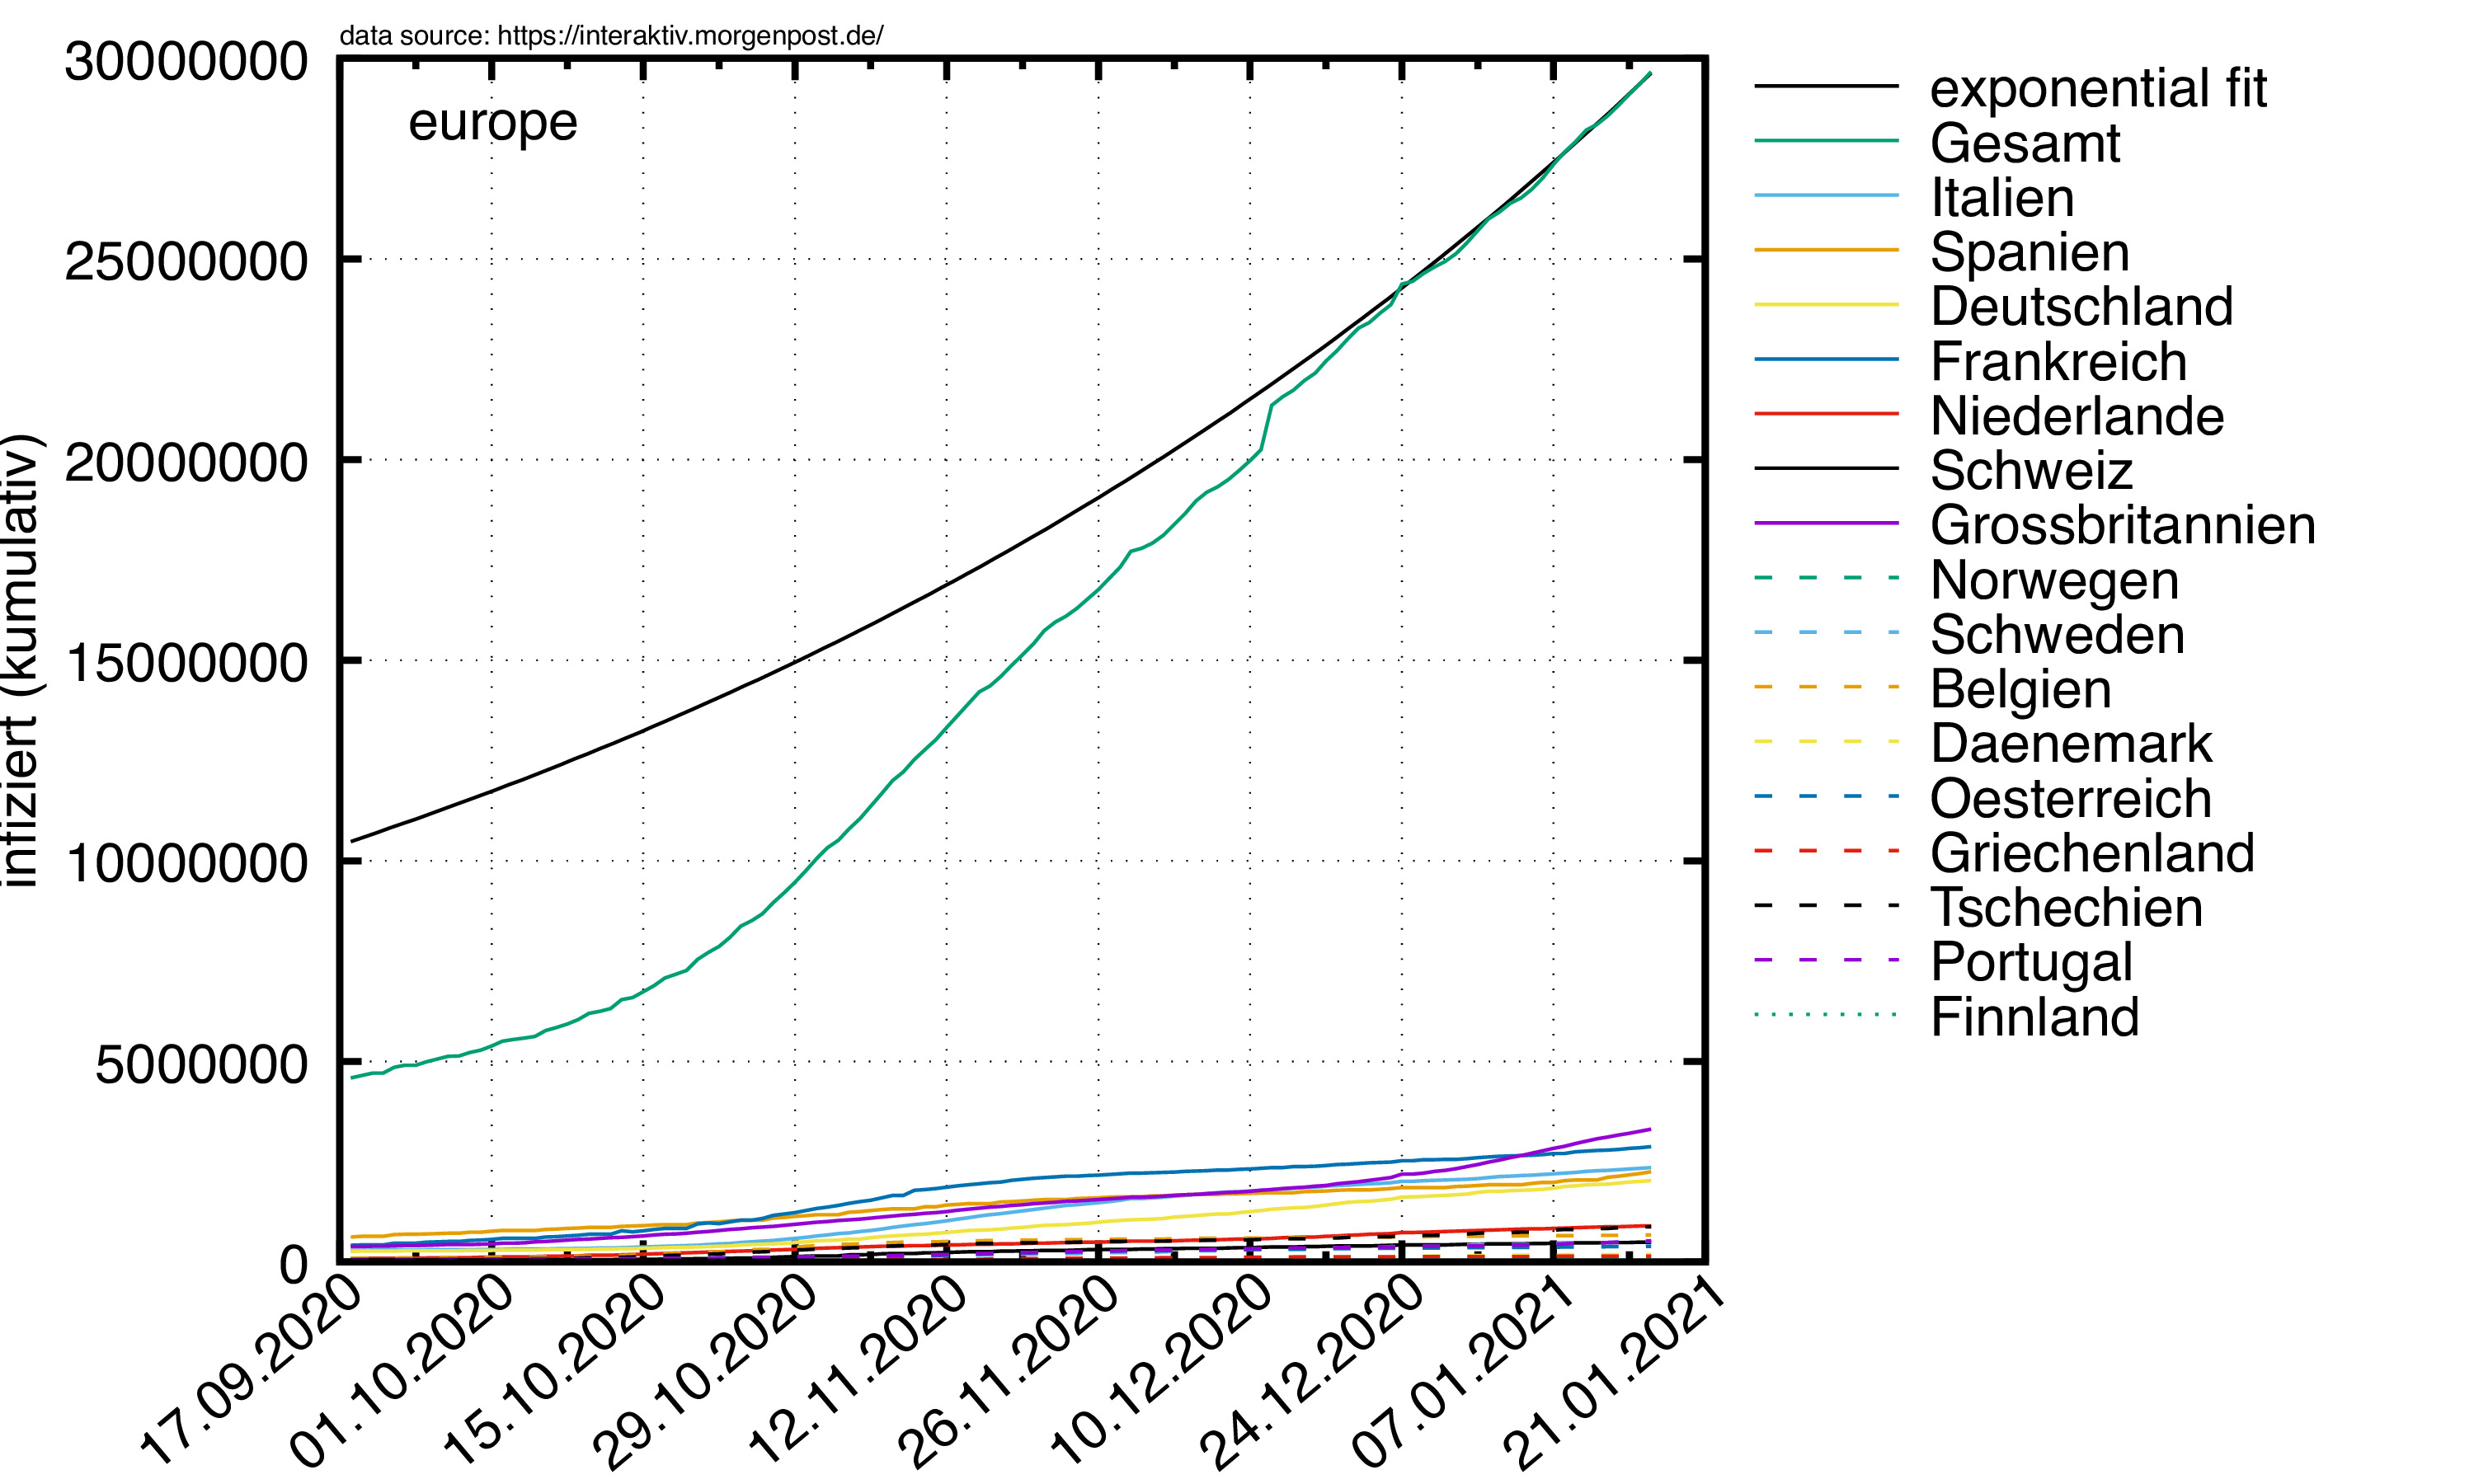 data source: https://interaktiv.morgenpost.de/
30000000
25000000
20000000
15000000
10000000
5000000
0
infiziert (kumulativ)
europe
17.09.2020
01.10.2020
15.10.2020
29.10.2020
12.11.2020
26.11.2020
10.12.2020
24.12.2020
07.01.2021
21.01.2021
exponential fit
Gesamt
Italien
Spanien
Deutschland
Frankreich
Niederlande
Schweiz
Grossbritannien
Norwegen
Schweden
Belgien
Daenemark
Oesterreich
Griechenland
Tschechien
Portugal
Finnland